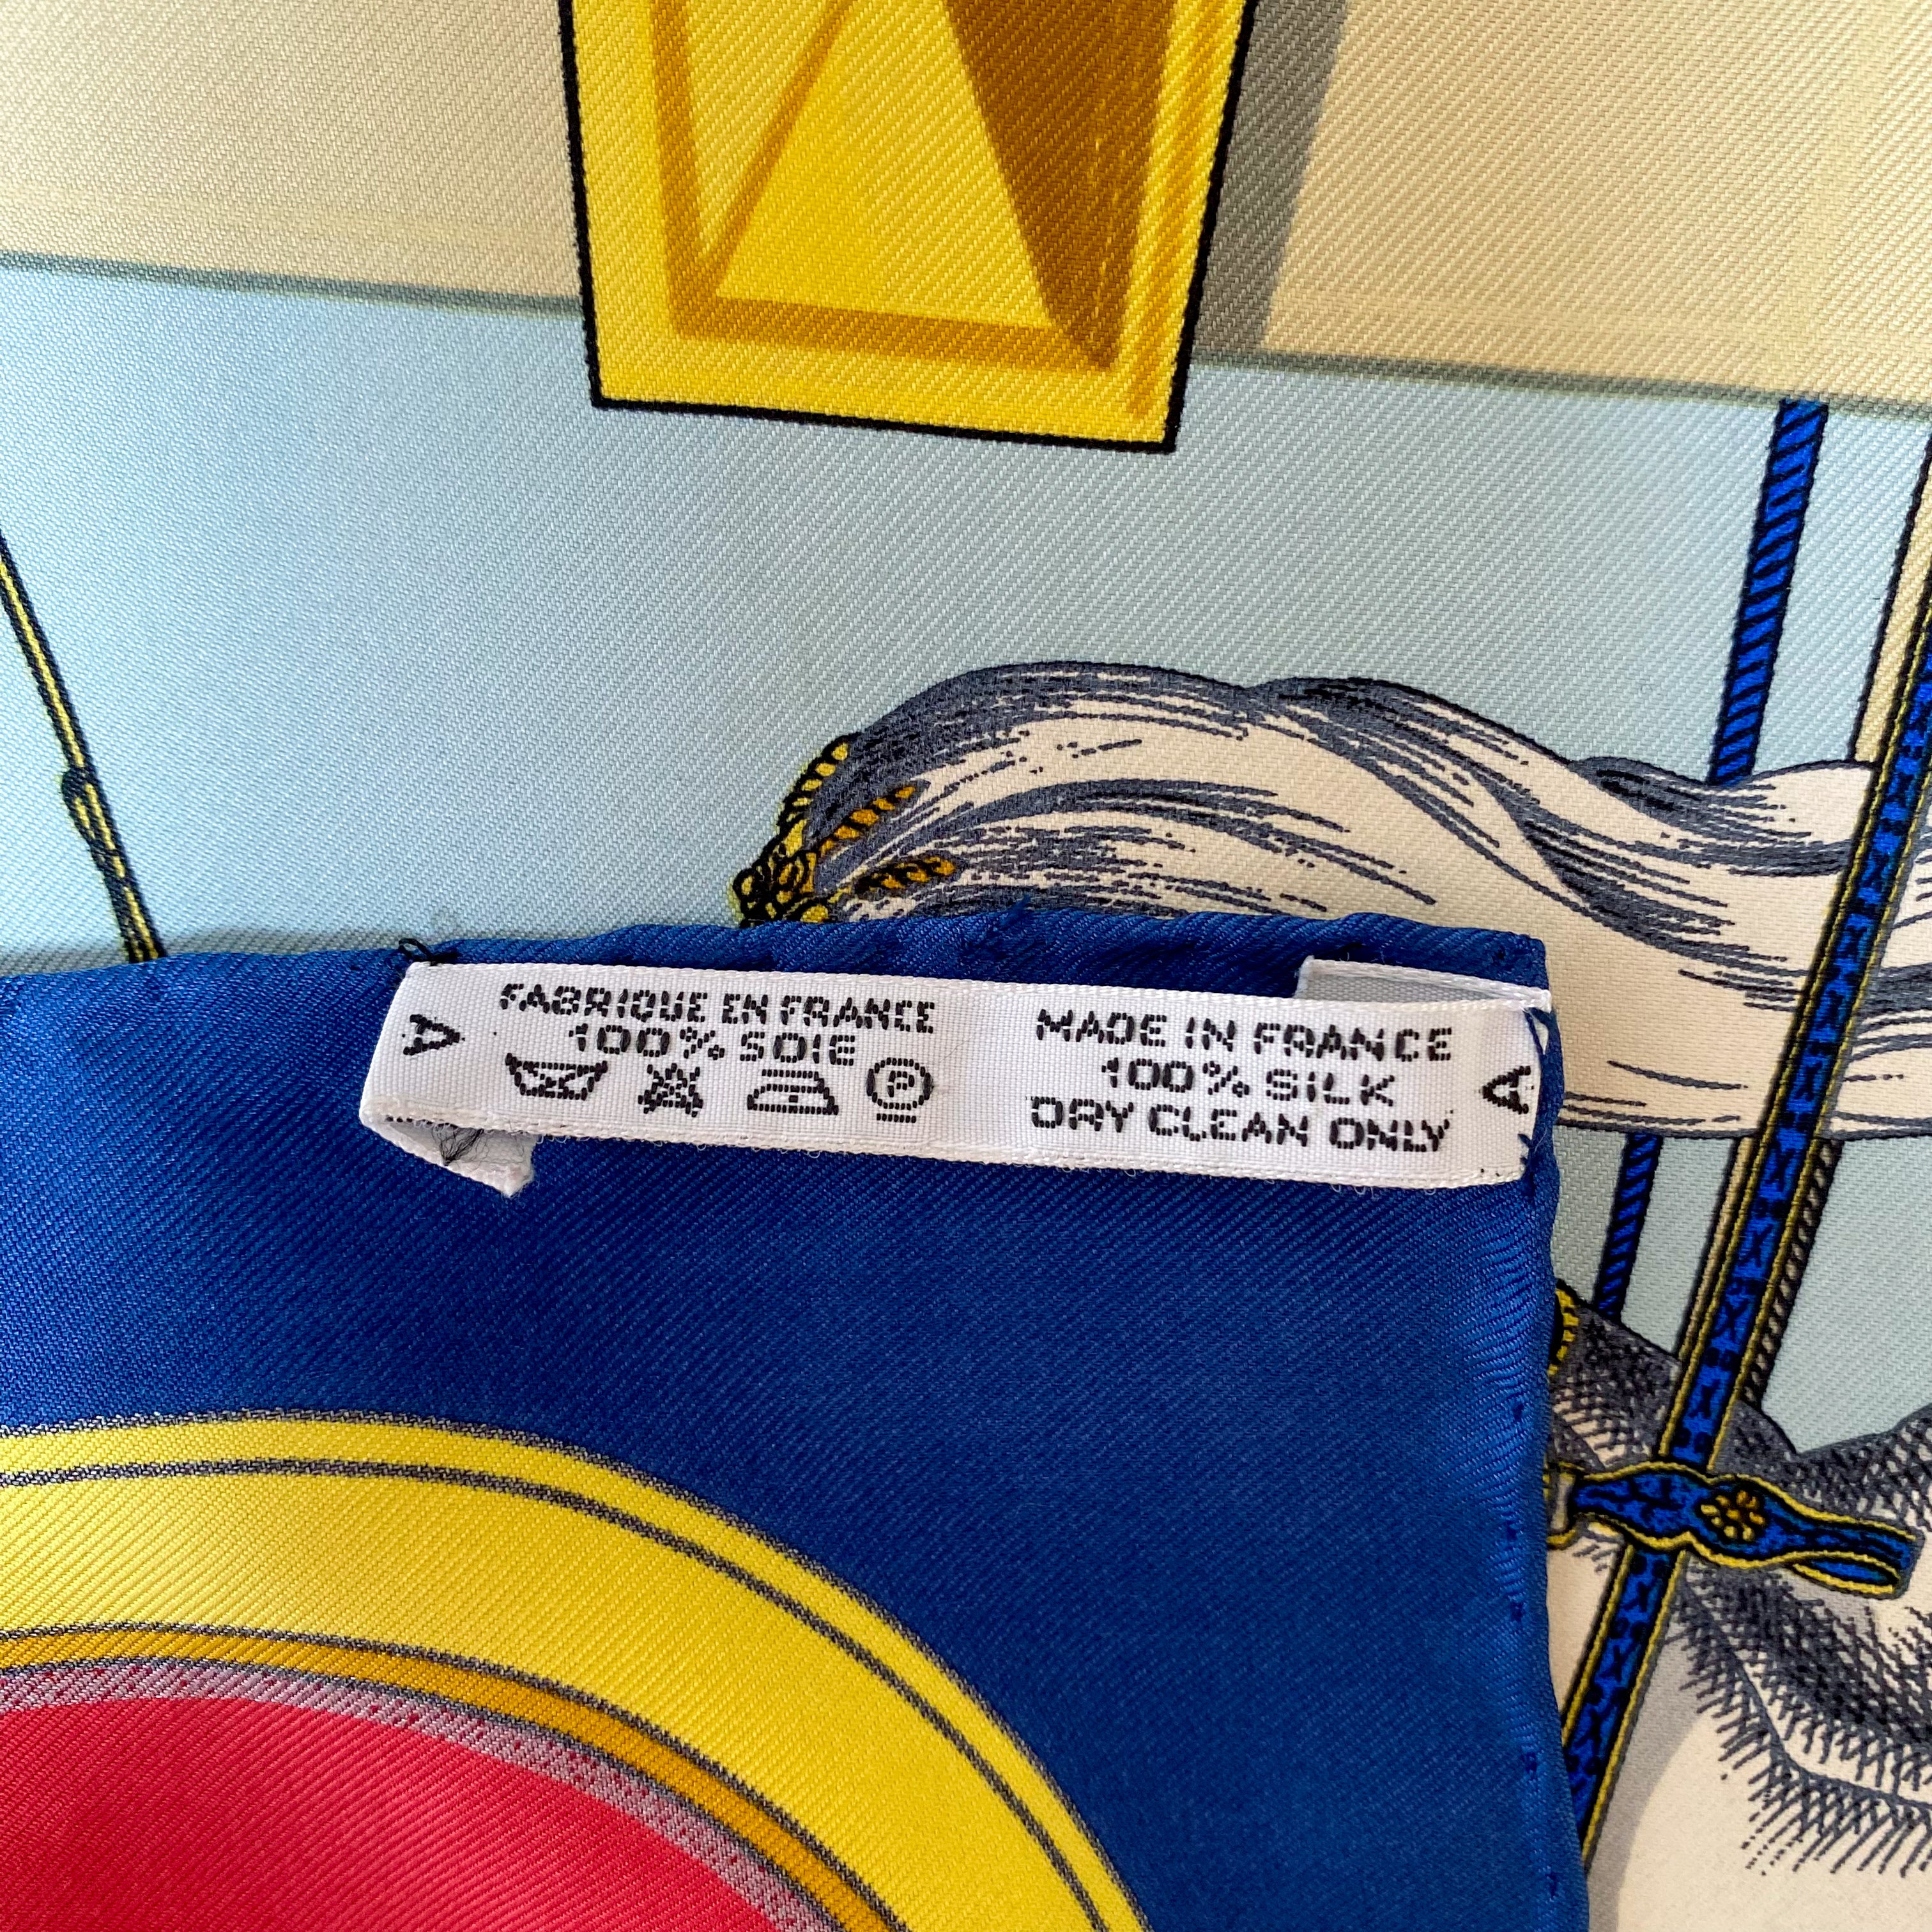 A
FABRIQUE EN FRANCE
100% SOIE
P
MADE IN FRANCE
100% SILK
DRY CLEAN ONLY
A